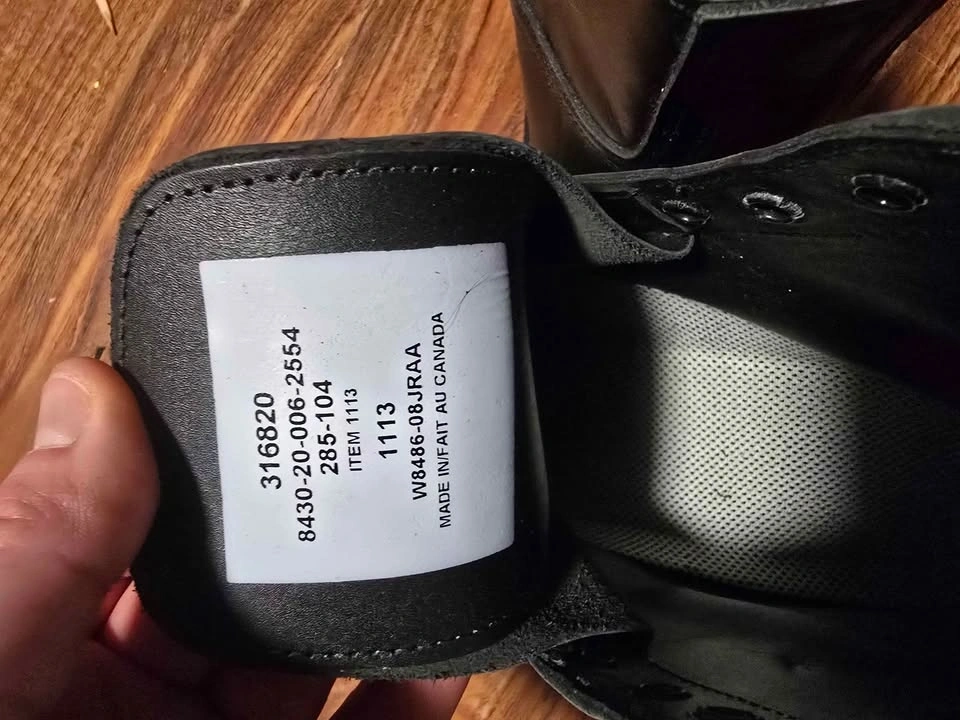 316820
8430-20-006-2554
285-104
ITEM 1113
1113
W8486-08JRAA
MADE IN/FAIT AU CANADA